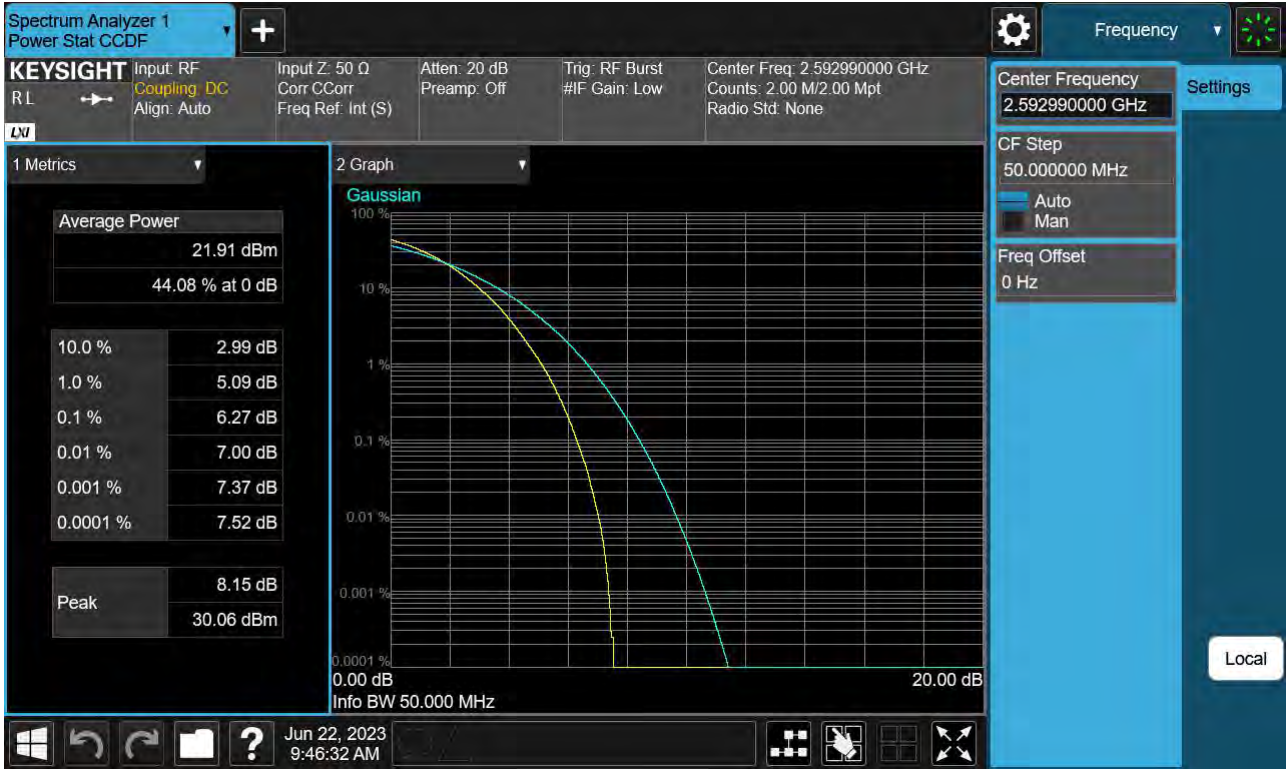 Spectrum Analyzer 1
Power Stat CCDF
Frequency
KEYSIGHT
R L
LXI
Input: RF
Coupling: DC
Align: Auto
Input Z: 50 Ω
Corr CCorr
Freq Ref: Int (S)
Atten: 20 dB
Preamp: Off
Trig: RF Burst
#IF Gain: Low
Center Freq: 2.592990000 GHz
Counts: 2.00 M/2.00 Mpt
Radio Std: None
Center Frequency
2.592990000 GHz
Settings
CF Step
50.000000 MHz
Auto
Man
Freq Offset
0 Hz
Local
1 Metrics
Average Power
21.91 dBm
44.08 % at 0 dB
10.0 % 2.99 dB
1.0 % 5.09 dB
0.1 % 6.27 dB
0.01 % 7.00 dB
0.001 % 7.37 dB
0.0001 % 7.52 dB
Peak
8.15 dB
30.06 dBm
2 Graph
Gaussian
100 %
10 %
1 %
0.1 %
0.01 %
0.001 %
0.0001 %
0.00 dB 20.00 dB
Info BW 50.000 MHz
?
Jun 22, 2023
9:46:32 AM